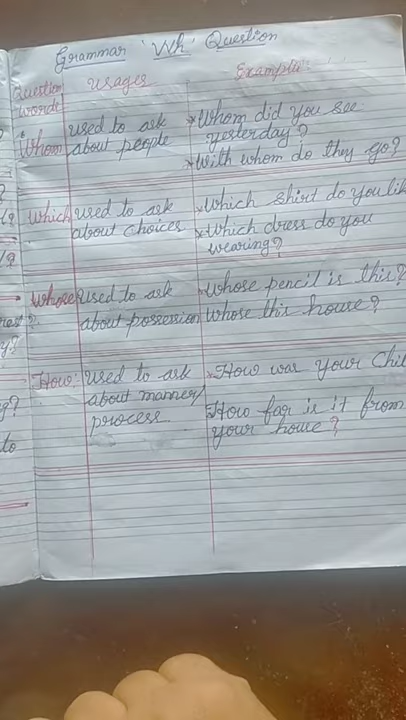 Grammar 'Wh' Question
Question words
usages
Example
Whom
used to ask
about people
*Whom did you see
yesterday?
*With whom do they go?
Which
used to ask
about choices
*Which shirt do you lik
*Which dress do you
wearing?
Whose
used to ask
about possession
*Whose pencil is this?
Whose this house?
How:
used to ask
about manner/
process
*How was your Chil
How far is it from
your house?
?
?
to